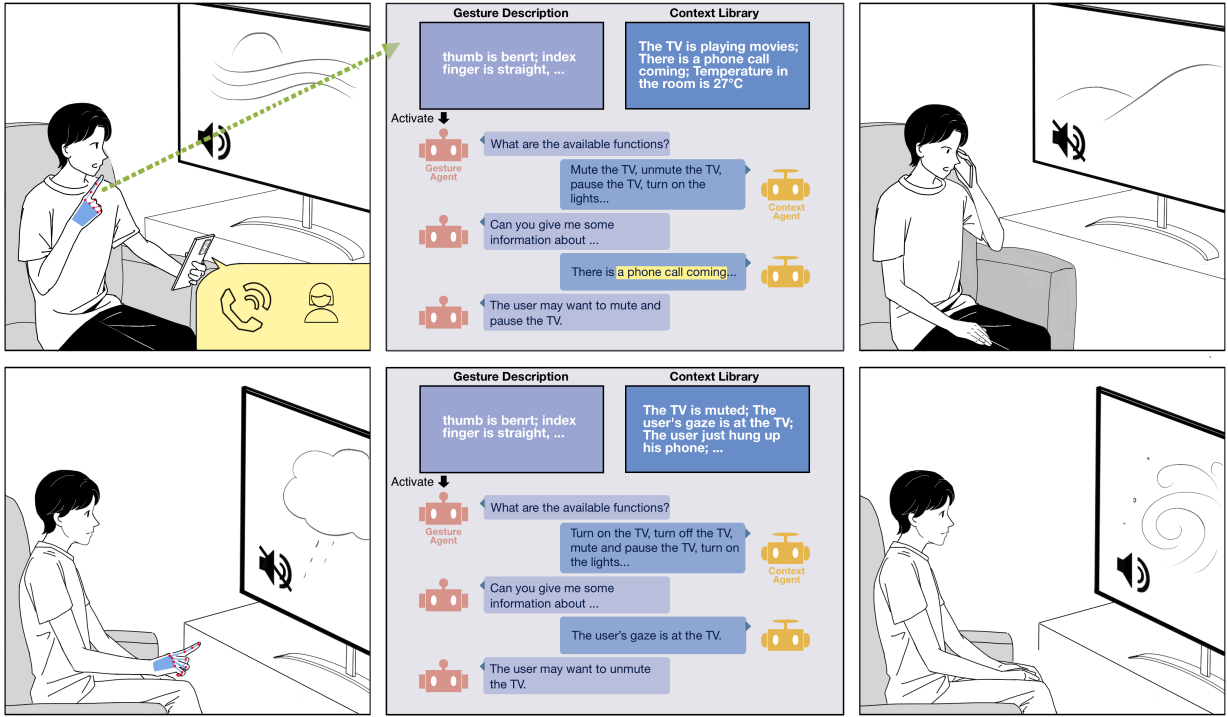 Gesture Description
Context Library
thumb is benrt; index
finger is straight, ...
The TV is playing movies;
There is a phone call
coming; Temperature in
the room is 27°C
Activate
Gesture
Agent
What are the available functions?
Mute the TV, unmute the TV,
pause the TV, turn on the
lights...
Context
Agent
Can you give me some
information about ...
There is a phone call coming...
The user may want to mute and
pause the TV.
Gesture Description
Context Library
thumb is benrt; index
finger is straight, ...
The TV is muted; The
user's gaze is at the TV;
The user just hung up
his phone; ...
Activate
Gesture
Agent
What are the available functions?
Turn on the TV, turn off the TV,
mute and pause the TV, turn on
the lights...
Context
Agent
Can you give me some
information about ...
The user's gaze is at the TV.
The user may want to unmute
the TV.